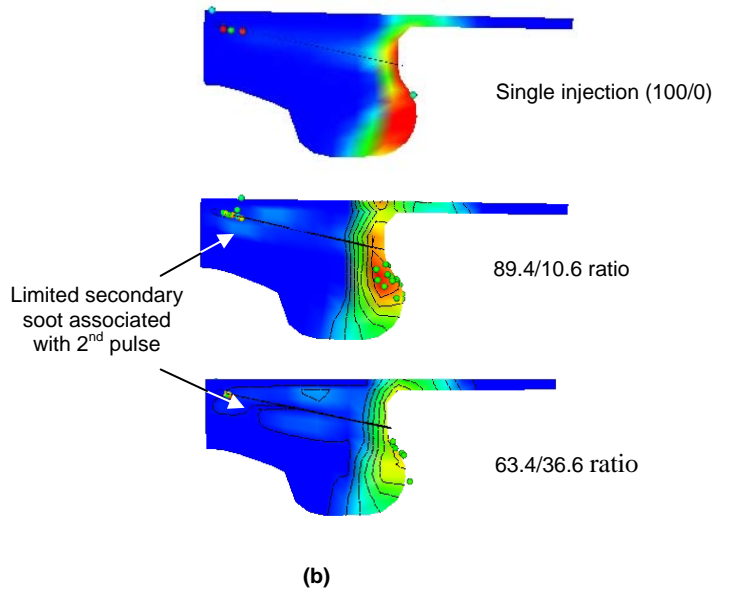 Single injection (100/0)
89.4/10.6 ratio
Limited secondary
soot associated
with 2nd pulse
63.4/36.6 ratio
(b)